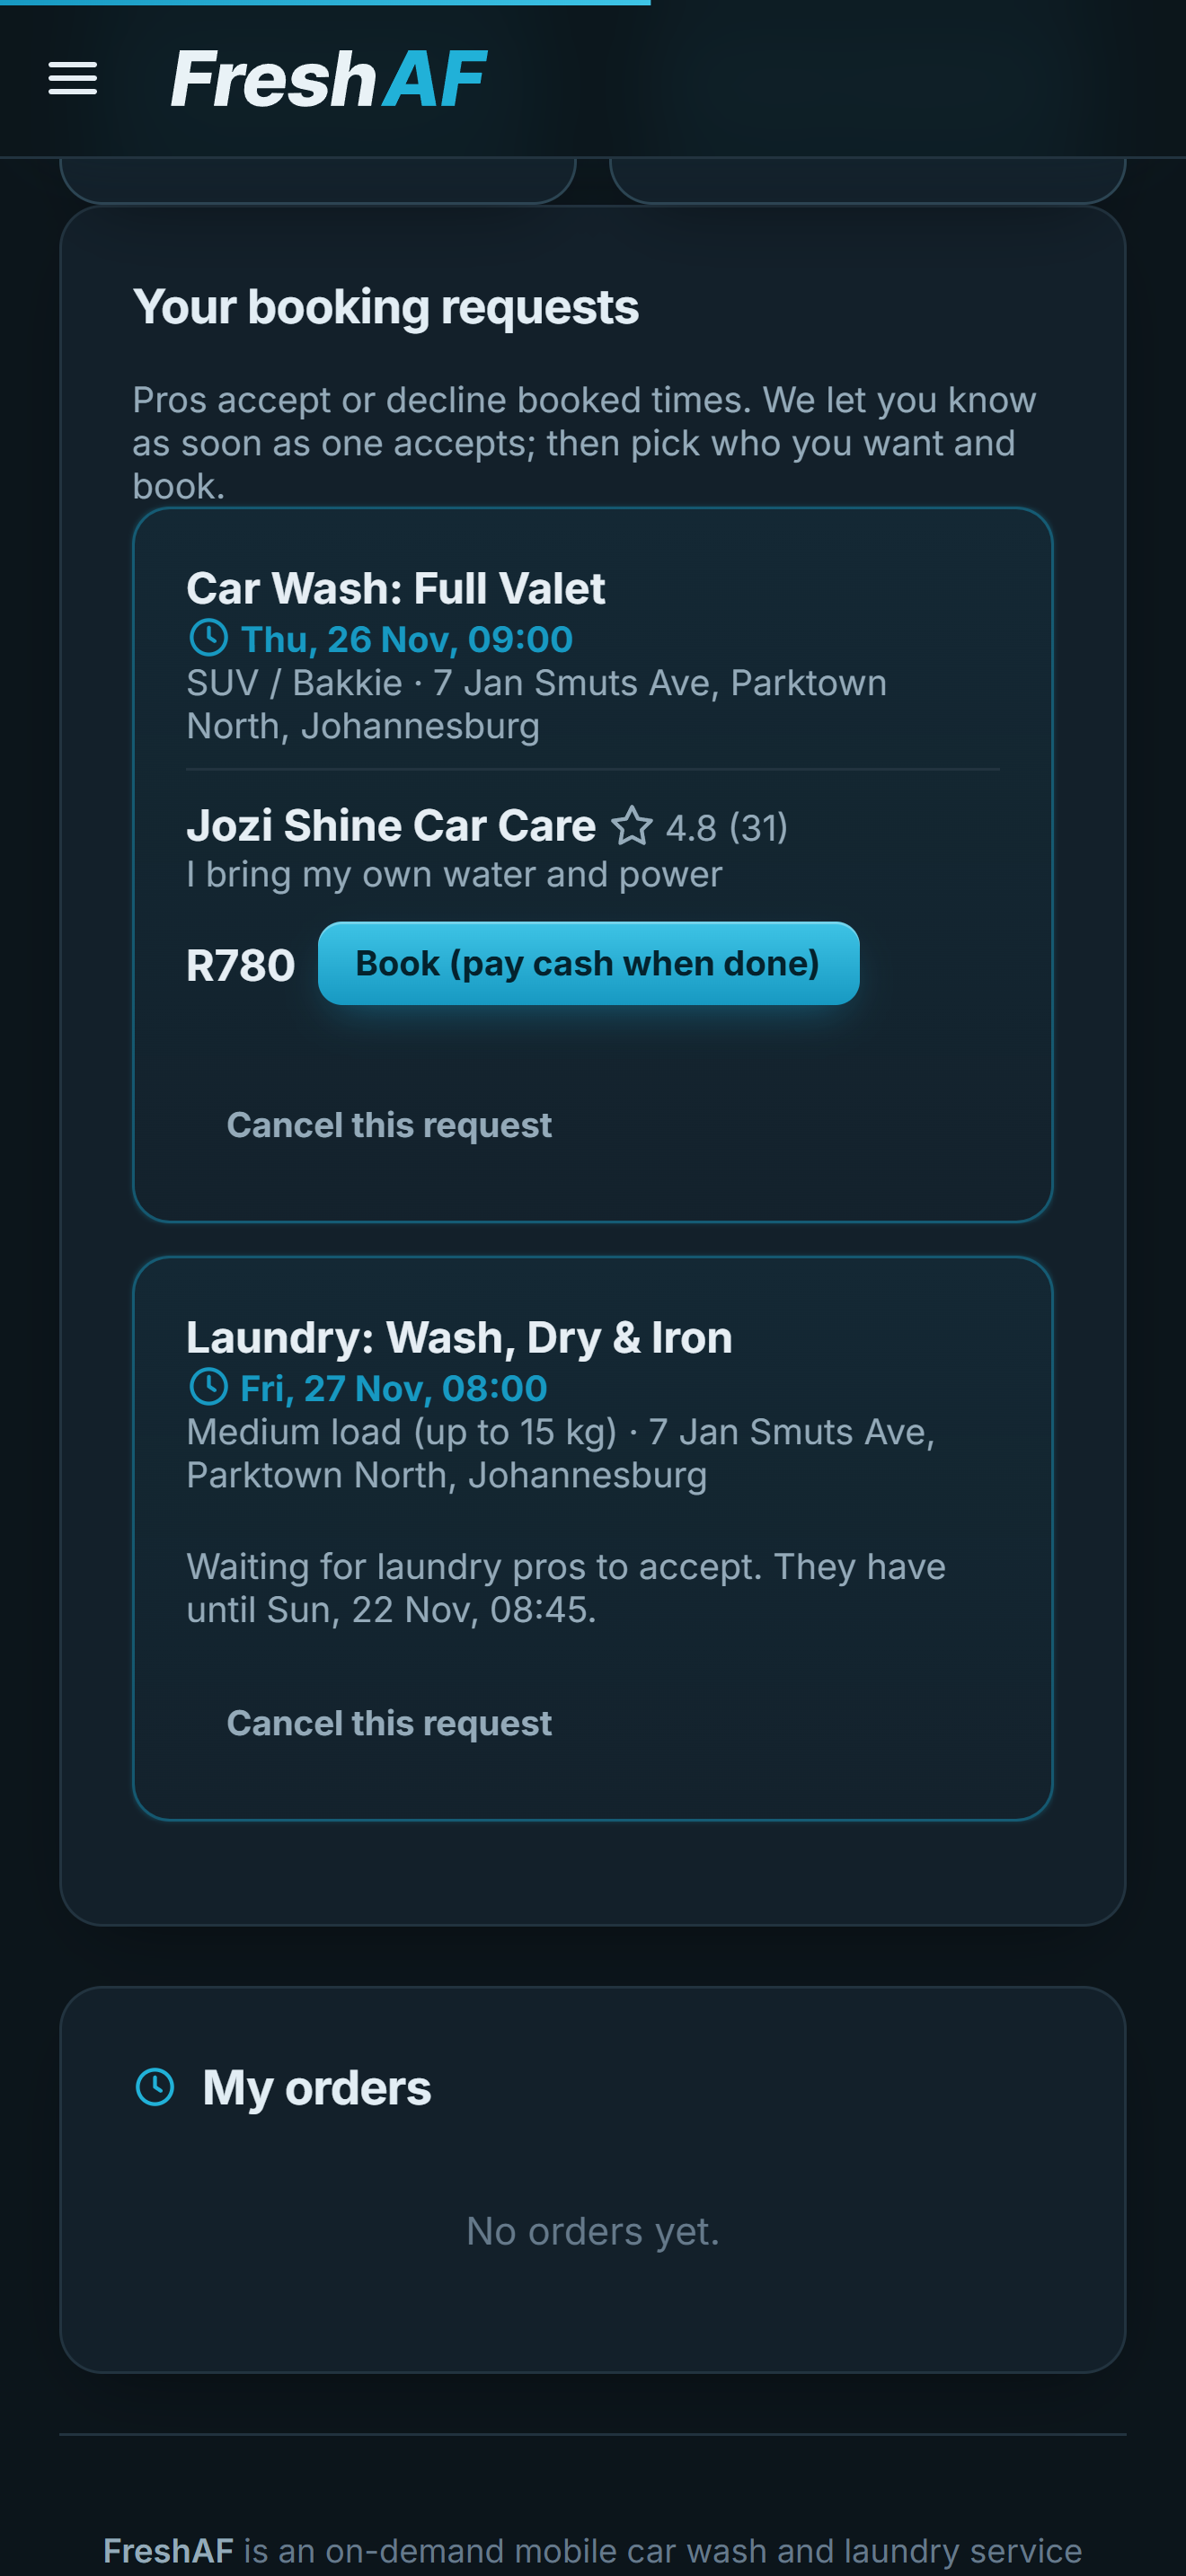 FreshAF
Your booking requests
Pros accept or decline booked times. We let you know
as soon as one accepts; then pick who you want and
book.
Car Wash: Full Valet
Thu, 26 Nov, 09:00
SUV / Bakkie · 7 Jan Smuts Ave, Parktown
North, Johannesburg
Jozi Shine Car Care 4.8 (31)
I bring my own water and power
R780 Book (pay cash when done)
Cancel this request
Laundry: Wash, Dry & Iron
Fri, 27 Nov, 08:00
Medium load (up to 15 kg) · 7 Jan Smuts Ave,
Parktown North, Johannesburg
Waiting for laundry pros to accept. They have
until Sun, 22 Nov, 08:45.
Cancel this request
My orders
No orders yet.
FreshAF is an on-demand mobile car wash and laundry service